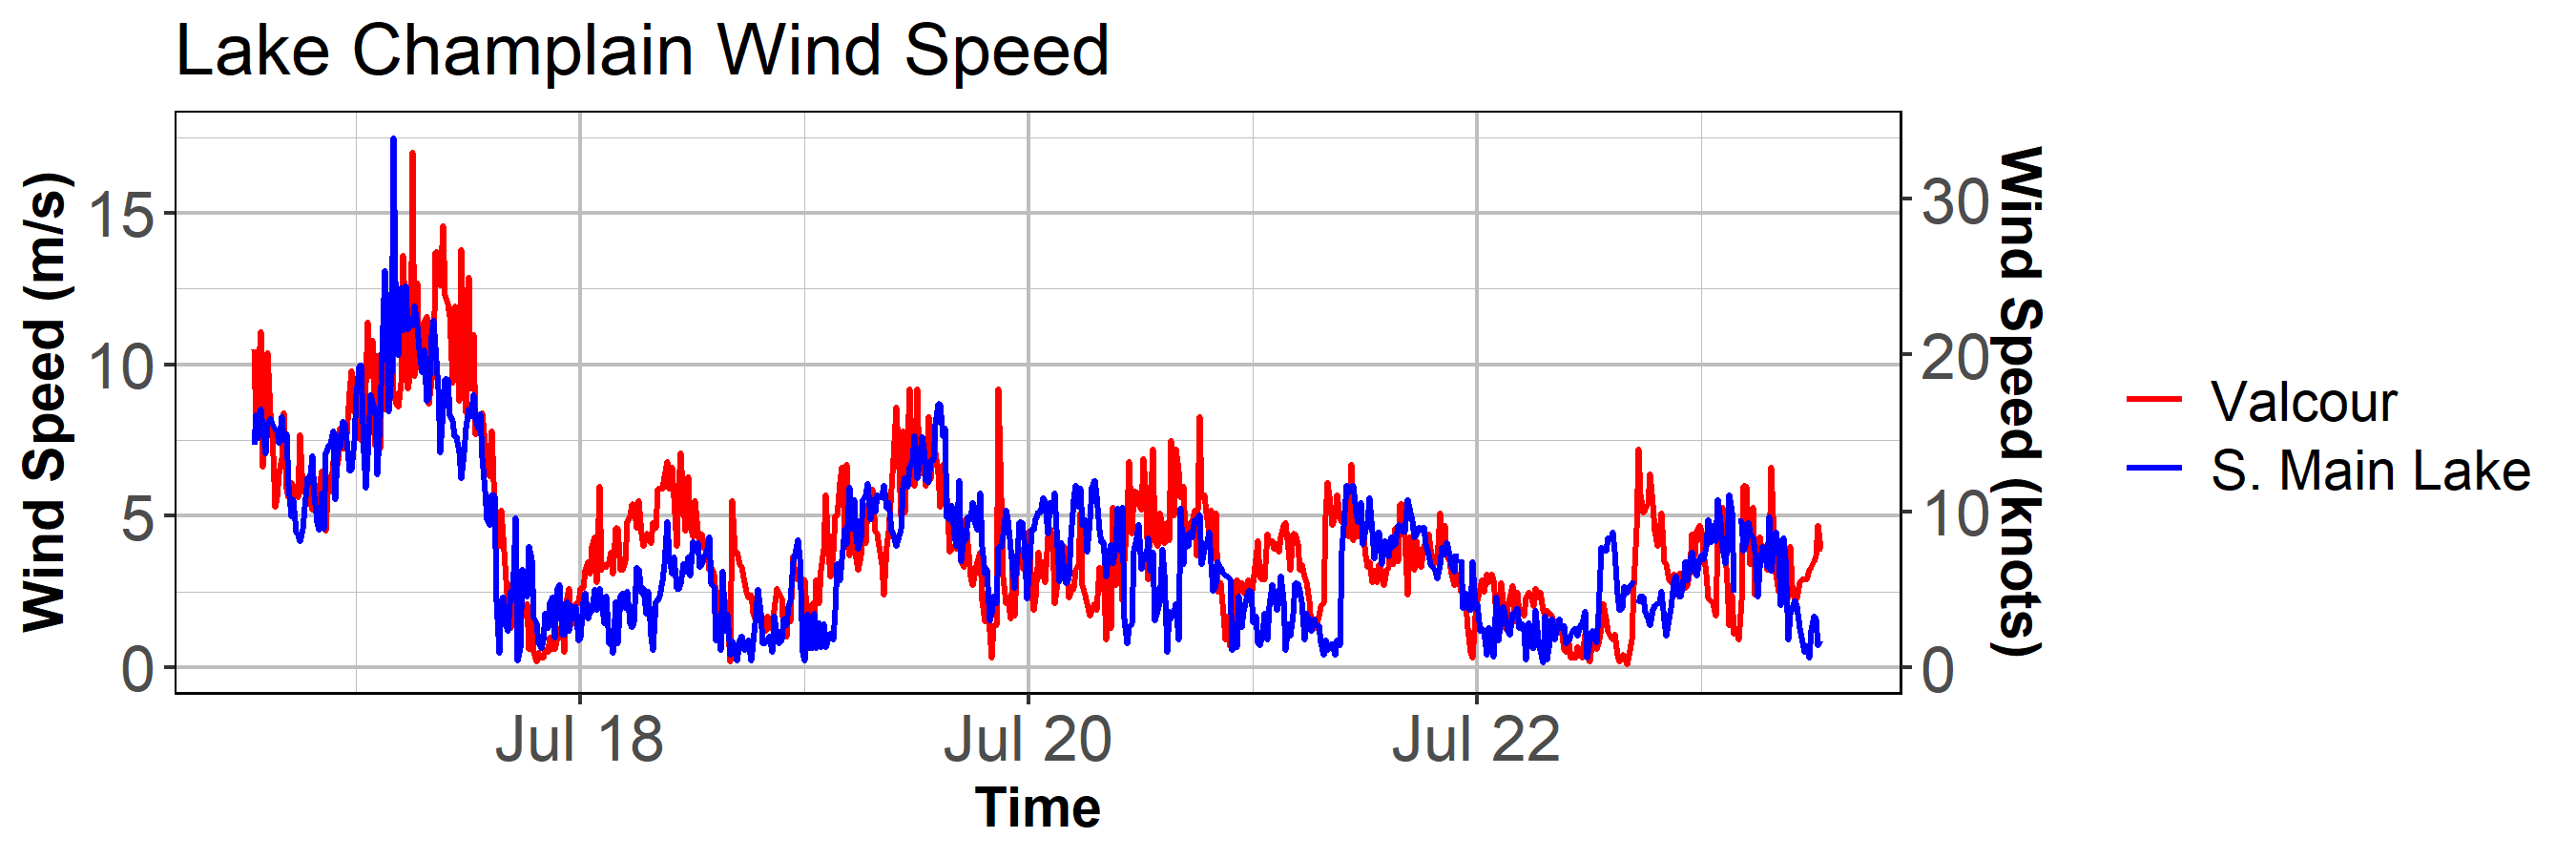 Lake Champlain Wind Speed
Wind Speed (m/s)
15
10
5
0
30
20
10
0
Wind Speed (knots)
Jul 18
Jul 20
Jul 22
Time
Valcour
S. Main Lake